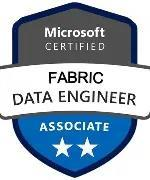 Microsoft
CERTIFIED
FABRIC
DATA ENGINEER
ASSOCIATE